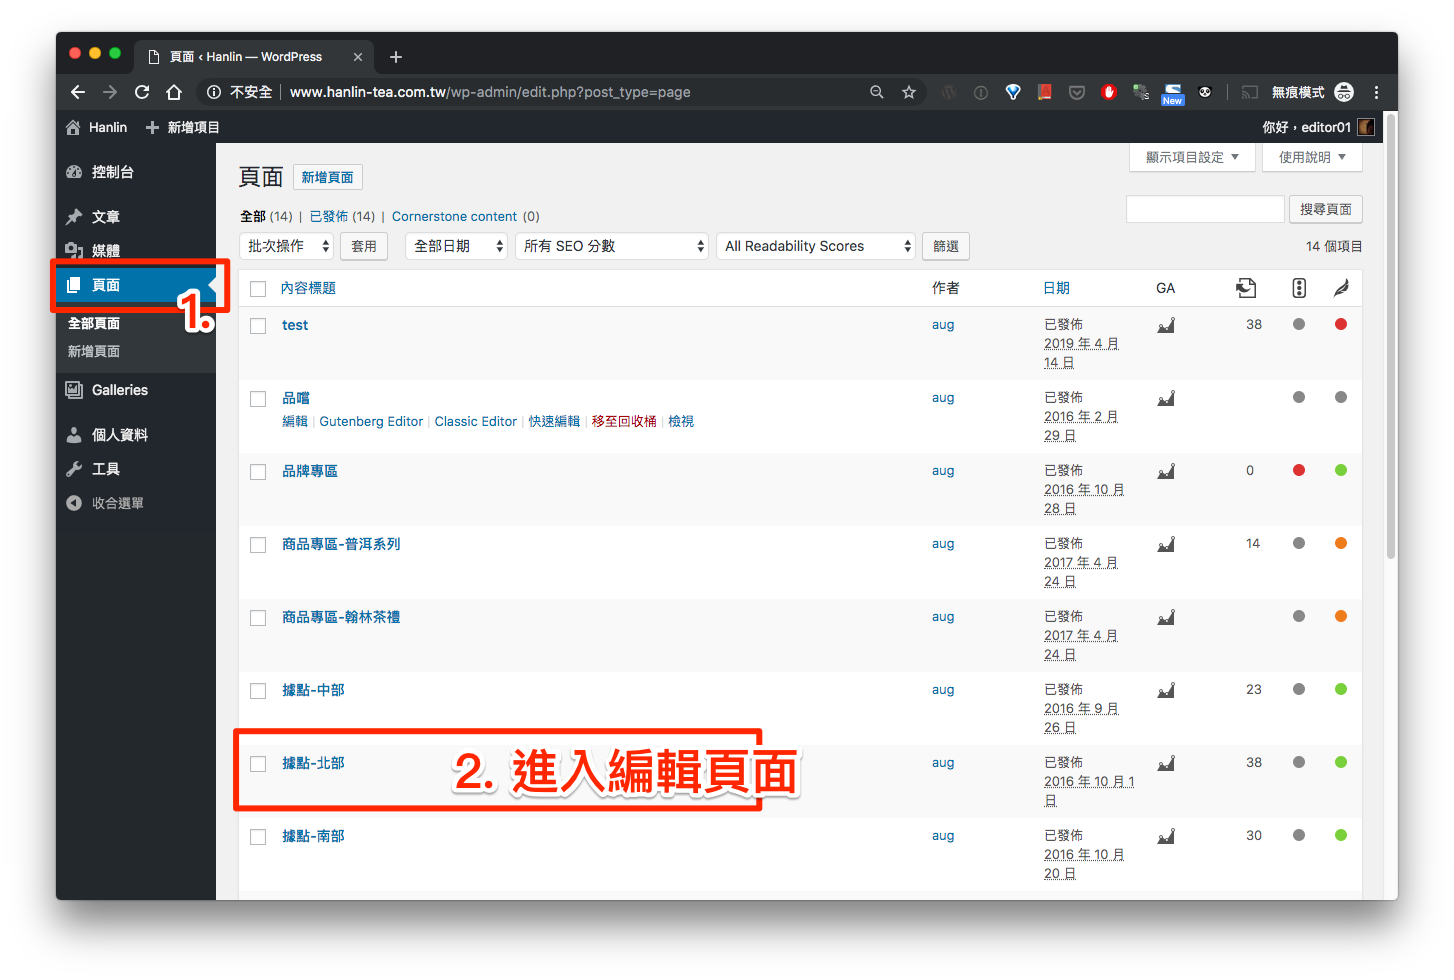 頁面 ‹ Hanlin — WordPress
不安全 | www.hanlin-tea.com.tw/wp-admin/edit.php?post_type=page
New
無痕模式
Hanlin
新增項目
你好，editor01
控制台
文章
媒體
頁面
1.
全部頁面
新增頁面
Galleries
個人資料
工具
收合選單
顯示項目設定
使用說明
頁面 新增頁面
全部 (14) | 已發佈 (14) | Cornerstone content (0)
搜尋頁面
批次操作 套用 全部日期 所有 SEO 分數 All Readability Scores 篩選
14 個項目
內容標題 作者 日期 GA
test aug 已發佈 38
2019 年 4 月
14 日
品嚐 aug 已發佈
編輯 | Gutenberg Editor | Classic Editor | 快速編輯 | 移至回收桶 | 檢視
2016 年 2 月
29 日
品牌專區 aug 已發佈 0
2016 年 10 月
28 日
商品專區-普洱系列 aug 已發佈 14
2017 年 4 月
24 日
商品專區-翰林茶禮 aug 已發佈
2017 年 4 月
24 日
據點-中部 aug 已發佈 23
2016 年 9 月
26 日
據點-北部 2. 進入編輯頁面 aug 已發佈 38
2016 年 10 月 1
日
據點-南部 aug 已發佈 30
2016 年 10 月
20 日